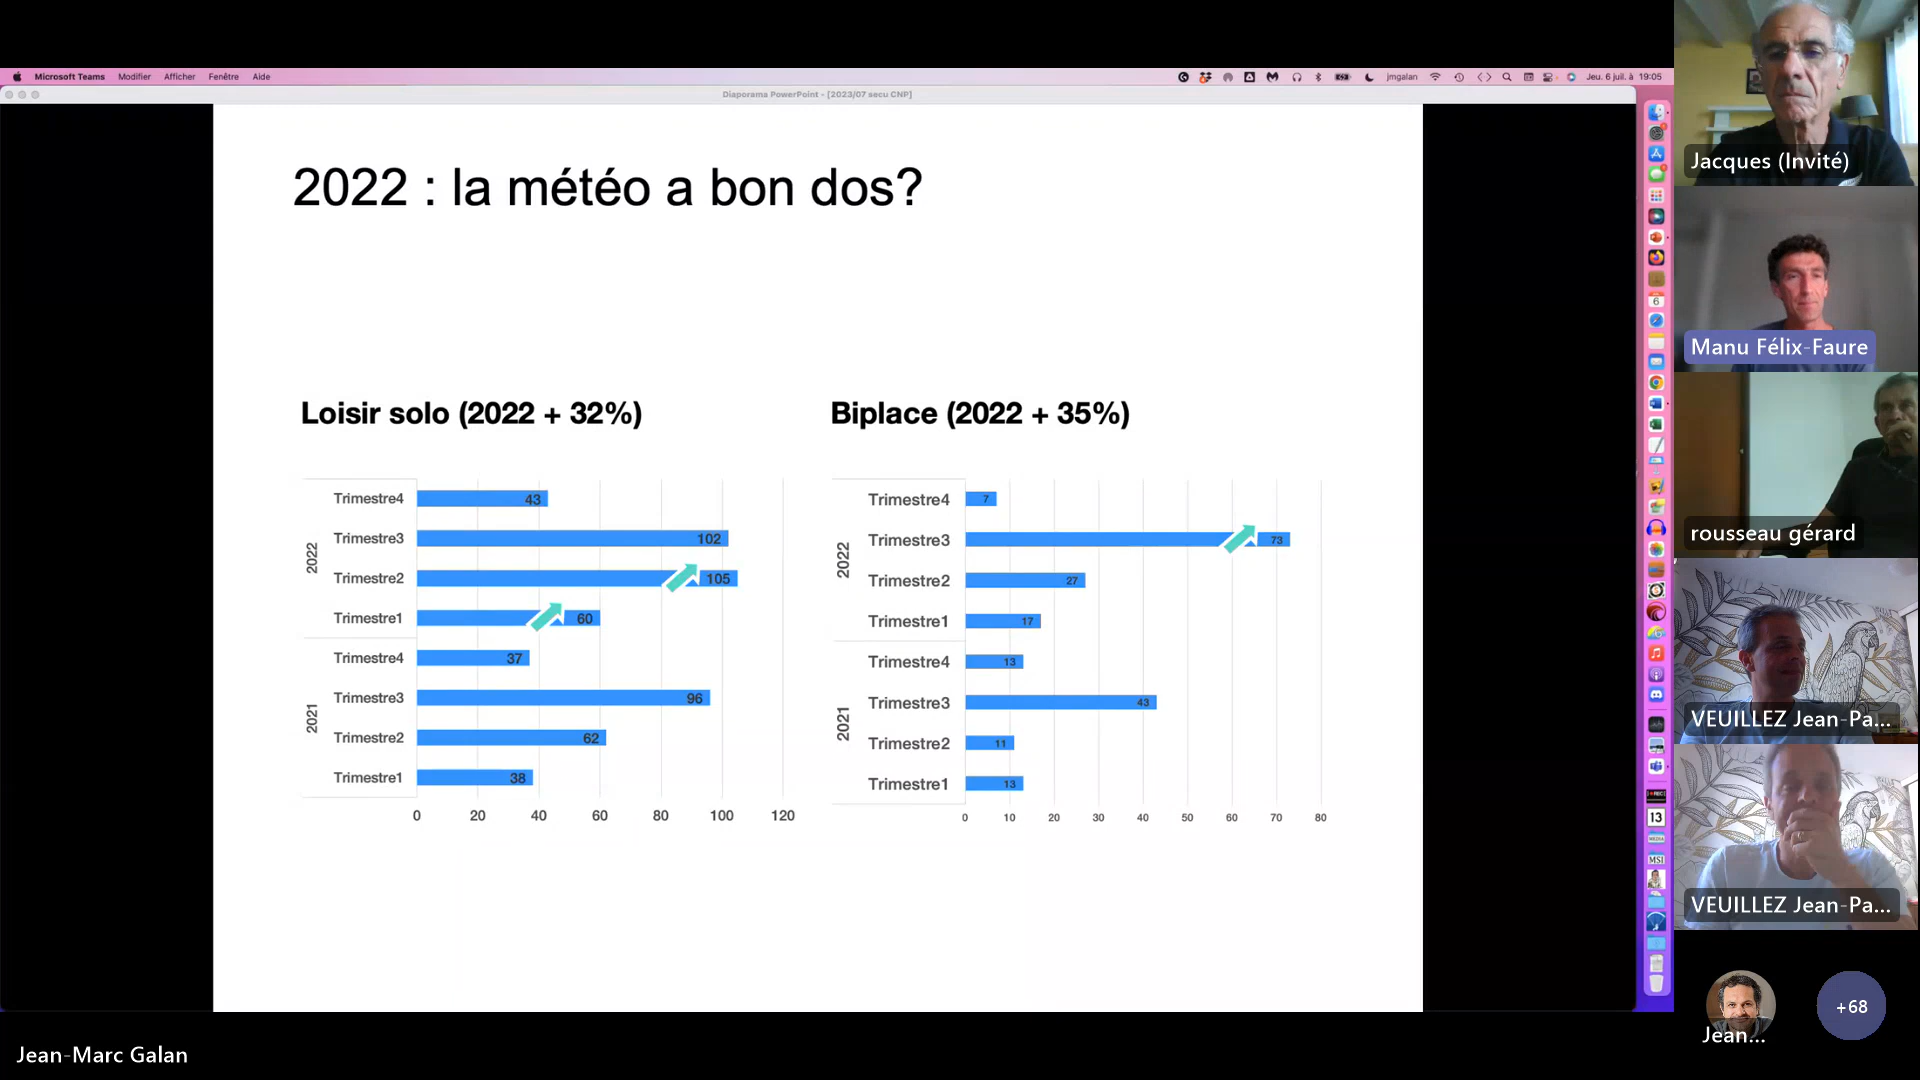 Microsoft Teams Modifier Afficher Fenêtre Aide
jmgalan Jeu. 6 juil. à 19:05
Diaporama PowerPoint - [2023/07 secu CNP]
2022 : la météo a bon dos?
Loisir solo (2022 + 32%)
2022
Trimestre4 43
Trimestre3 102
Trimestre2 105
Trimestre1 60
2021
Trimestre4 37
Trimestre3 96
Trimestre2 62
Trimestre1 38
0 20 40 60 80 100 120
Biplace (2022 + 35%)
2022
Trimestre4 7
Trimestre3 73
Trimestre2 27
Trimestre1 17
2021
Trimestre4 13
Trimestre3 43
Trimestre2 11
Trimestre1 13
0 10 20 30 40 50 60 70 80
6
13
MSI
Jacques (Invité)
Manu Félix-Faure
rousseau gérard
VEUILLEZ Jean-Pa...
VEUILLEZ Jean-Pa...
Jean...
+68
Jean-Marc Galan